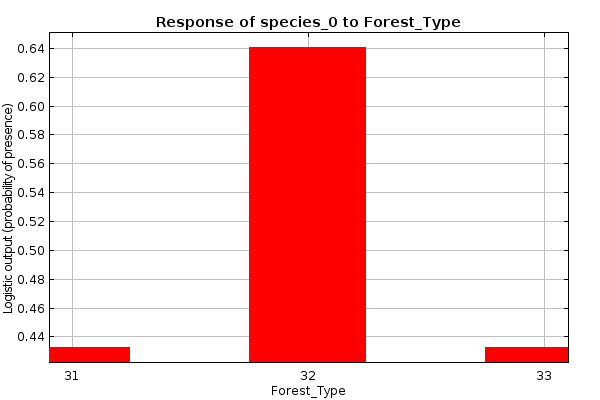 Response of species_0 to Forest_Type
Logistic output (probability of presence)
0.64
0.62
0.60
0.58
0.56
0.54
0.52
0.50
0.48
0.46
0.44
31 32 33
Forest_Type